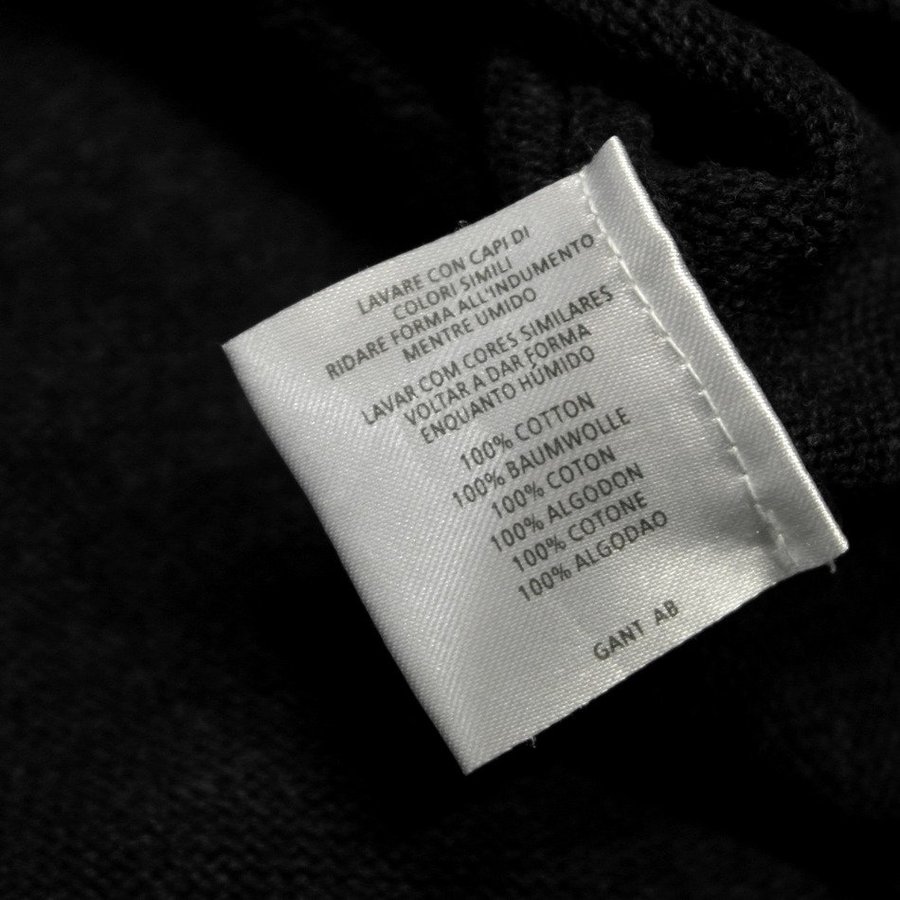 LAVARE CON CAPI DI
COLORI SIMILI
RIDARE FORMA ALL'INDUMENTO
MENTRE UMIDO
LAVAR COM CORES SIMILARES
VOLTAR A DAR FORMA
ENQUANTO HÚMIDO
100% COTTON
100% BAUMWOLLE
100% COTON
100% ALGODON
100% COTONE
100% ALGODAO
GANT AB